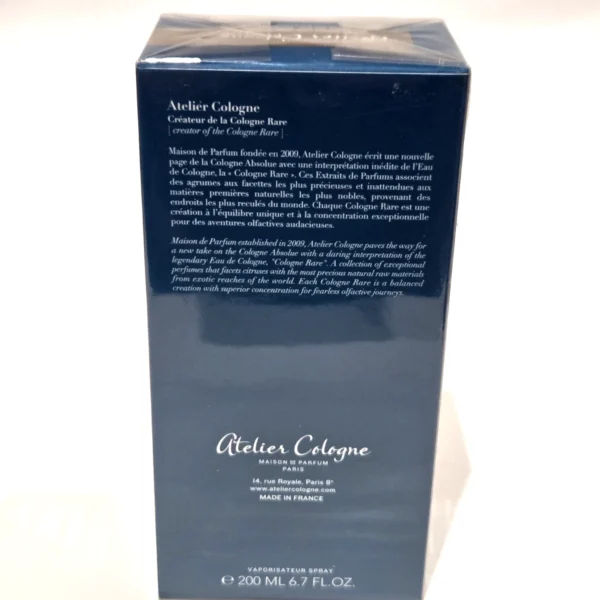 Atelier Cologne
Créateur de la Cologne Rare
[ creator of the Cologne Rare ]
Maison de Parfum fondée en 2009, Atelier Cologne écrit une nouvelle
page de la Cologne Absolue avec une interprétation inédite de l'Eau
de Cologne, la « Cologne Rare ». Ces Extraits de Parfums associent
des agrumes aux facettes les plus précieuses et inattendues aux
matières premières naturelles les plus nobles, provenant des
endroits les plus reculés du monde. Chaque Cologne Rare est une
création à l'équilibre unique et à la concentration exceptionnelle
pour des aventures olfactives audacieuses.
Maison de Parfum established in 2009, Atelier Cologne paves the way for
a new take on the Cologne Absolue with a daring interpretation of the
legendary Eau de Cologne, "Cologne Rare". A collection of exceptional
perfumes that facets citruses with the most precious natural raw materials
from exotic reaches of the world. Each Cologne Rare is a balanced
creation with superior concentration for fearless olfactive journeys.
Atelier Cologne
MAISON DE PARFUM
PARIS
14, rue Royale, Paris 8e
www.ateliercologne.com
MADE IN FRANCE
VAPORISATEUR SPRAY
℮ 200 ML 6.7 FL.OZ.